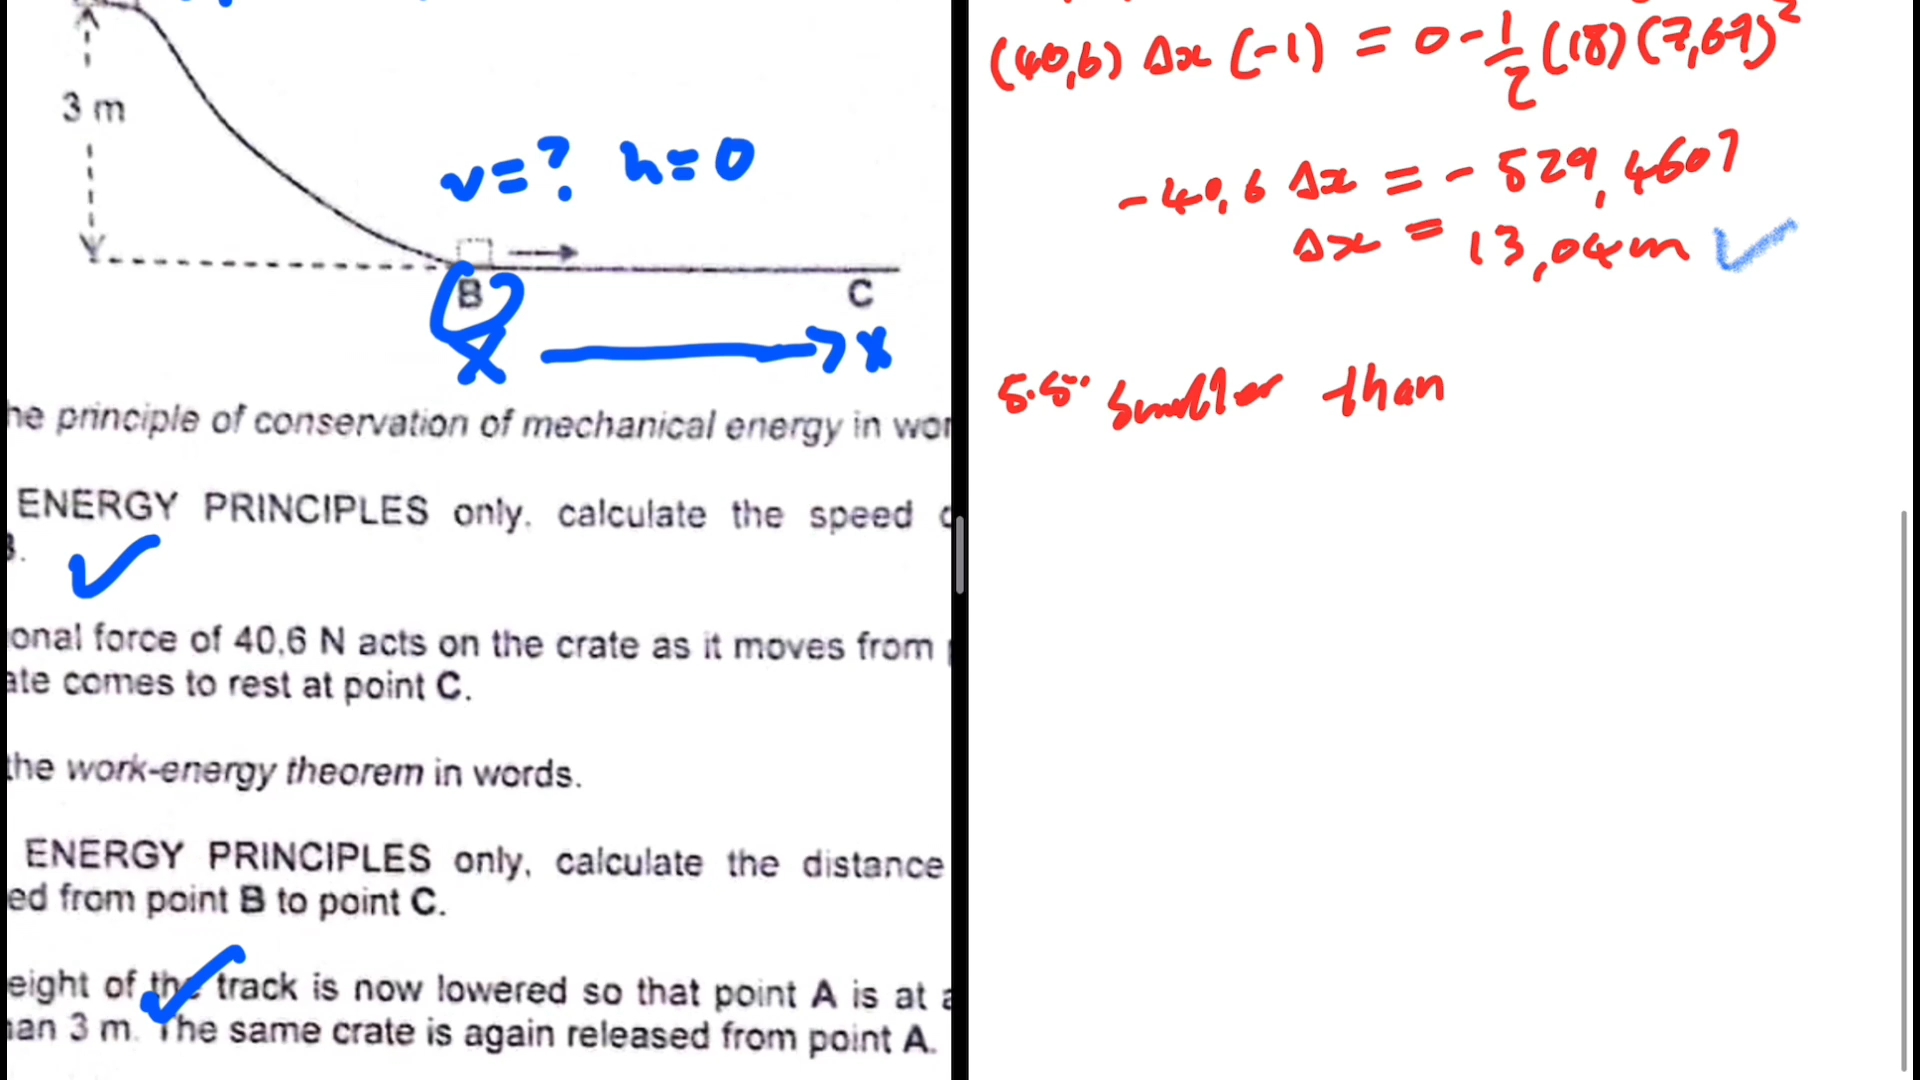 3 m
v=? h=0
B
C
x
x
he principle of conservation of mechanical energy in wor
ENERGY PRINCIPLES only, calculate the speed
3.
onal force of 40,6 N acts on the crate as it moves from
ate comes to rest at point C.
the work-energy theorem in words.
ENERGY PRINCIPLES only, calculate the distance
ed from point B to point C.
eight of the track is now lowered so that point A is at a
an 3 m. The same crate is again released from point A.
(40,6) Δx (-1) = 0 - 1/2 (18)(7,67)²
-40,6 Δx = - 529,4607
Δx = 13,04m
5.5 Smaller than